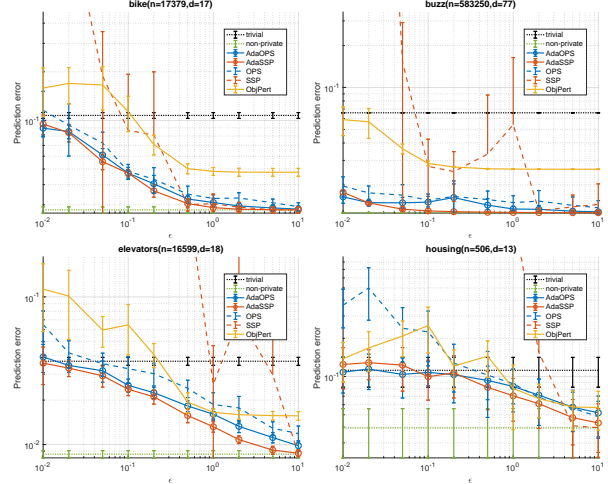 bike(n=17379,d=17)
trivial
non-private
AdaOPS
AdaSSP
OPS
SSP
ObjPert
Prediction error
10^-1
10^-2 10^-1 10^0 10^1
ϵ
buzz(n=583250,d=77)
trivial
non-private
AdaOPS
AdaSSP
OPS
SSP
ObjPert
Prediction error
10^-1
10^-2 10^-1 10^0 10^1
ϵ
elevators(n=16599,d=18)
trivial
non-private
AdaOPS
AdaSSP
OPS
SSP
ObjPert
Prediction error
10^-1
10^-2
10^-2 10^-1 10^0 10^1
ϵ
housing(n=506,d=13)
trivial
non-private
AdaOPS
AdaSSP
OPS
SSP
ObjPert
Prediction error
10^-1
10^-2 10^-1 10^0 10^1
ϵ